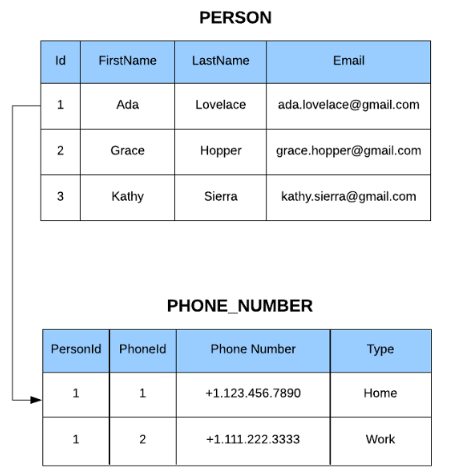 PERSON
Id FirstName LastName Email
1 Ada Lovelace ada.lovelace@gmail.com
2 Grace Hopper grace.hopper@gmail.com
3 Kathy Sierra kathy.sierra@gmail.com
PHONE_NUMBER
PersonId PhoneId Phone Number Type
1 1 +1.123.456.7890 Home
1 2 +1.111.222.3333 Work